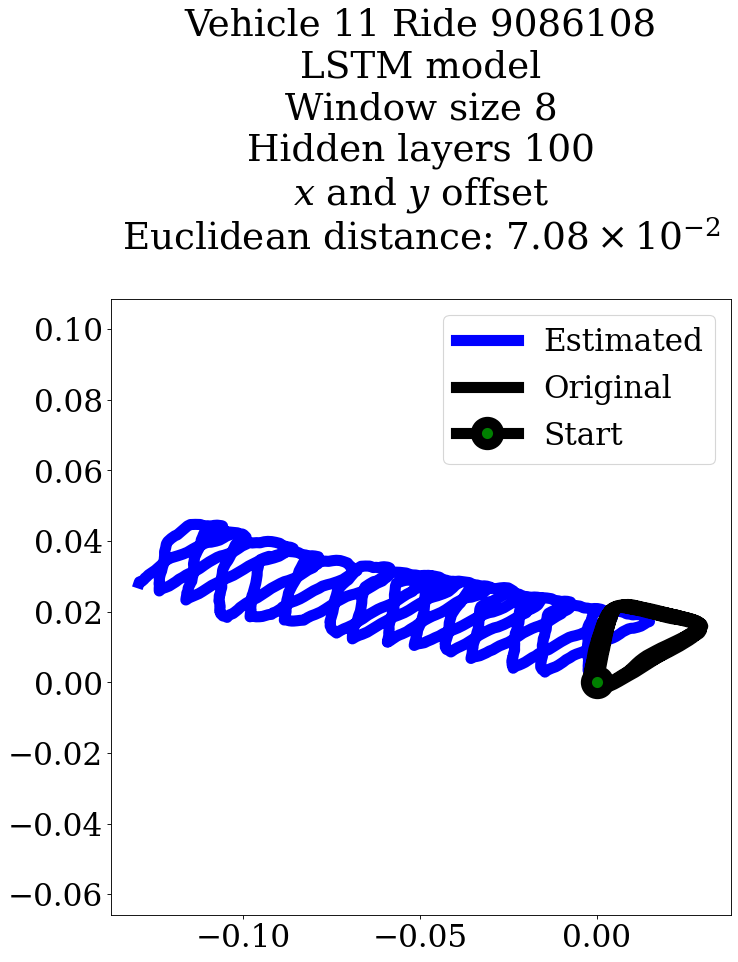 Vehicle 11 Ride 9086108
LSTM model
Window size 8
Hidden layers 100
x and y offset
Euclidean distance: 7.08 × 10⁻²
Estimated
Original
Start
0.10
0.08
0.06
0.04
0.02
0.00
−0.02
−0.04
−0.06
−0.10 −0.05 0.00